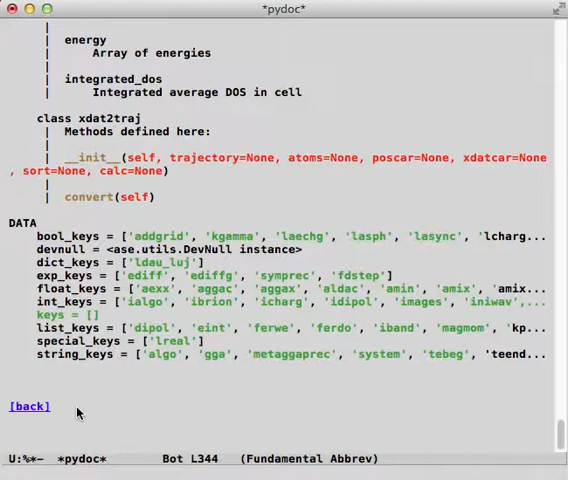 *pydoc*
|
| energy
| Array of energies
|
| integrated_dos
| Integrated average DOS in cell
class xdat2traj
| Methods defined here:
|
| __init__(self, trajectory=None, atoms=None, poscar=None, xdatcar=None
, sort=None, calc=None)
|
| convert(self)
DATA
bool_keys = ['addgrid', 'kgamma', 'laechg', 'lasph', 'lasync', 'lcharg...
devnull = <ase.utils.DevNull instance>
dict_keys = ['ldau_luj']
exp_keys = ['ediff', 'ediffg', 'symprec', 'fdstep']
float_keys = ['aexx', 'aggac', 'aggax', 'aldac', 'amin', 'amix', 'amix...
int_keys = ['ialgo', 'ibrion', 'icharg', 'idipol', 'images', 'iniwav',...
keys = []
list_keys = ['dipol', 'eint', 'ferwe', 'ferdo', 'iband', 'magmom', 'kp...
special_keys = ['lreal']
string_keys = ['algo', 'gga', 'metaggaprec', 'system', 'tebeg', 'teend...
[back]
U:%*- *pydoc* Bot L344 (Fundamental Abbrev)